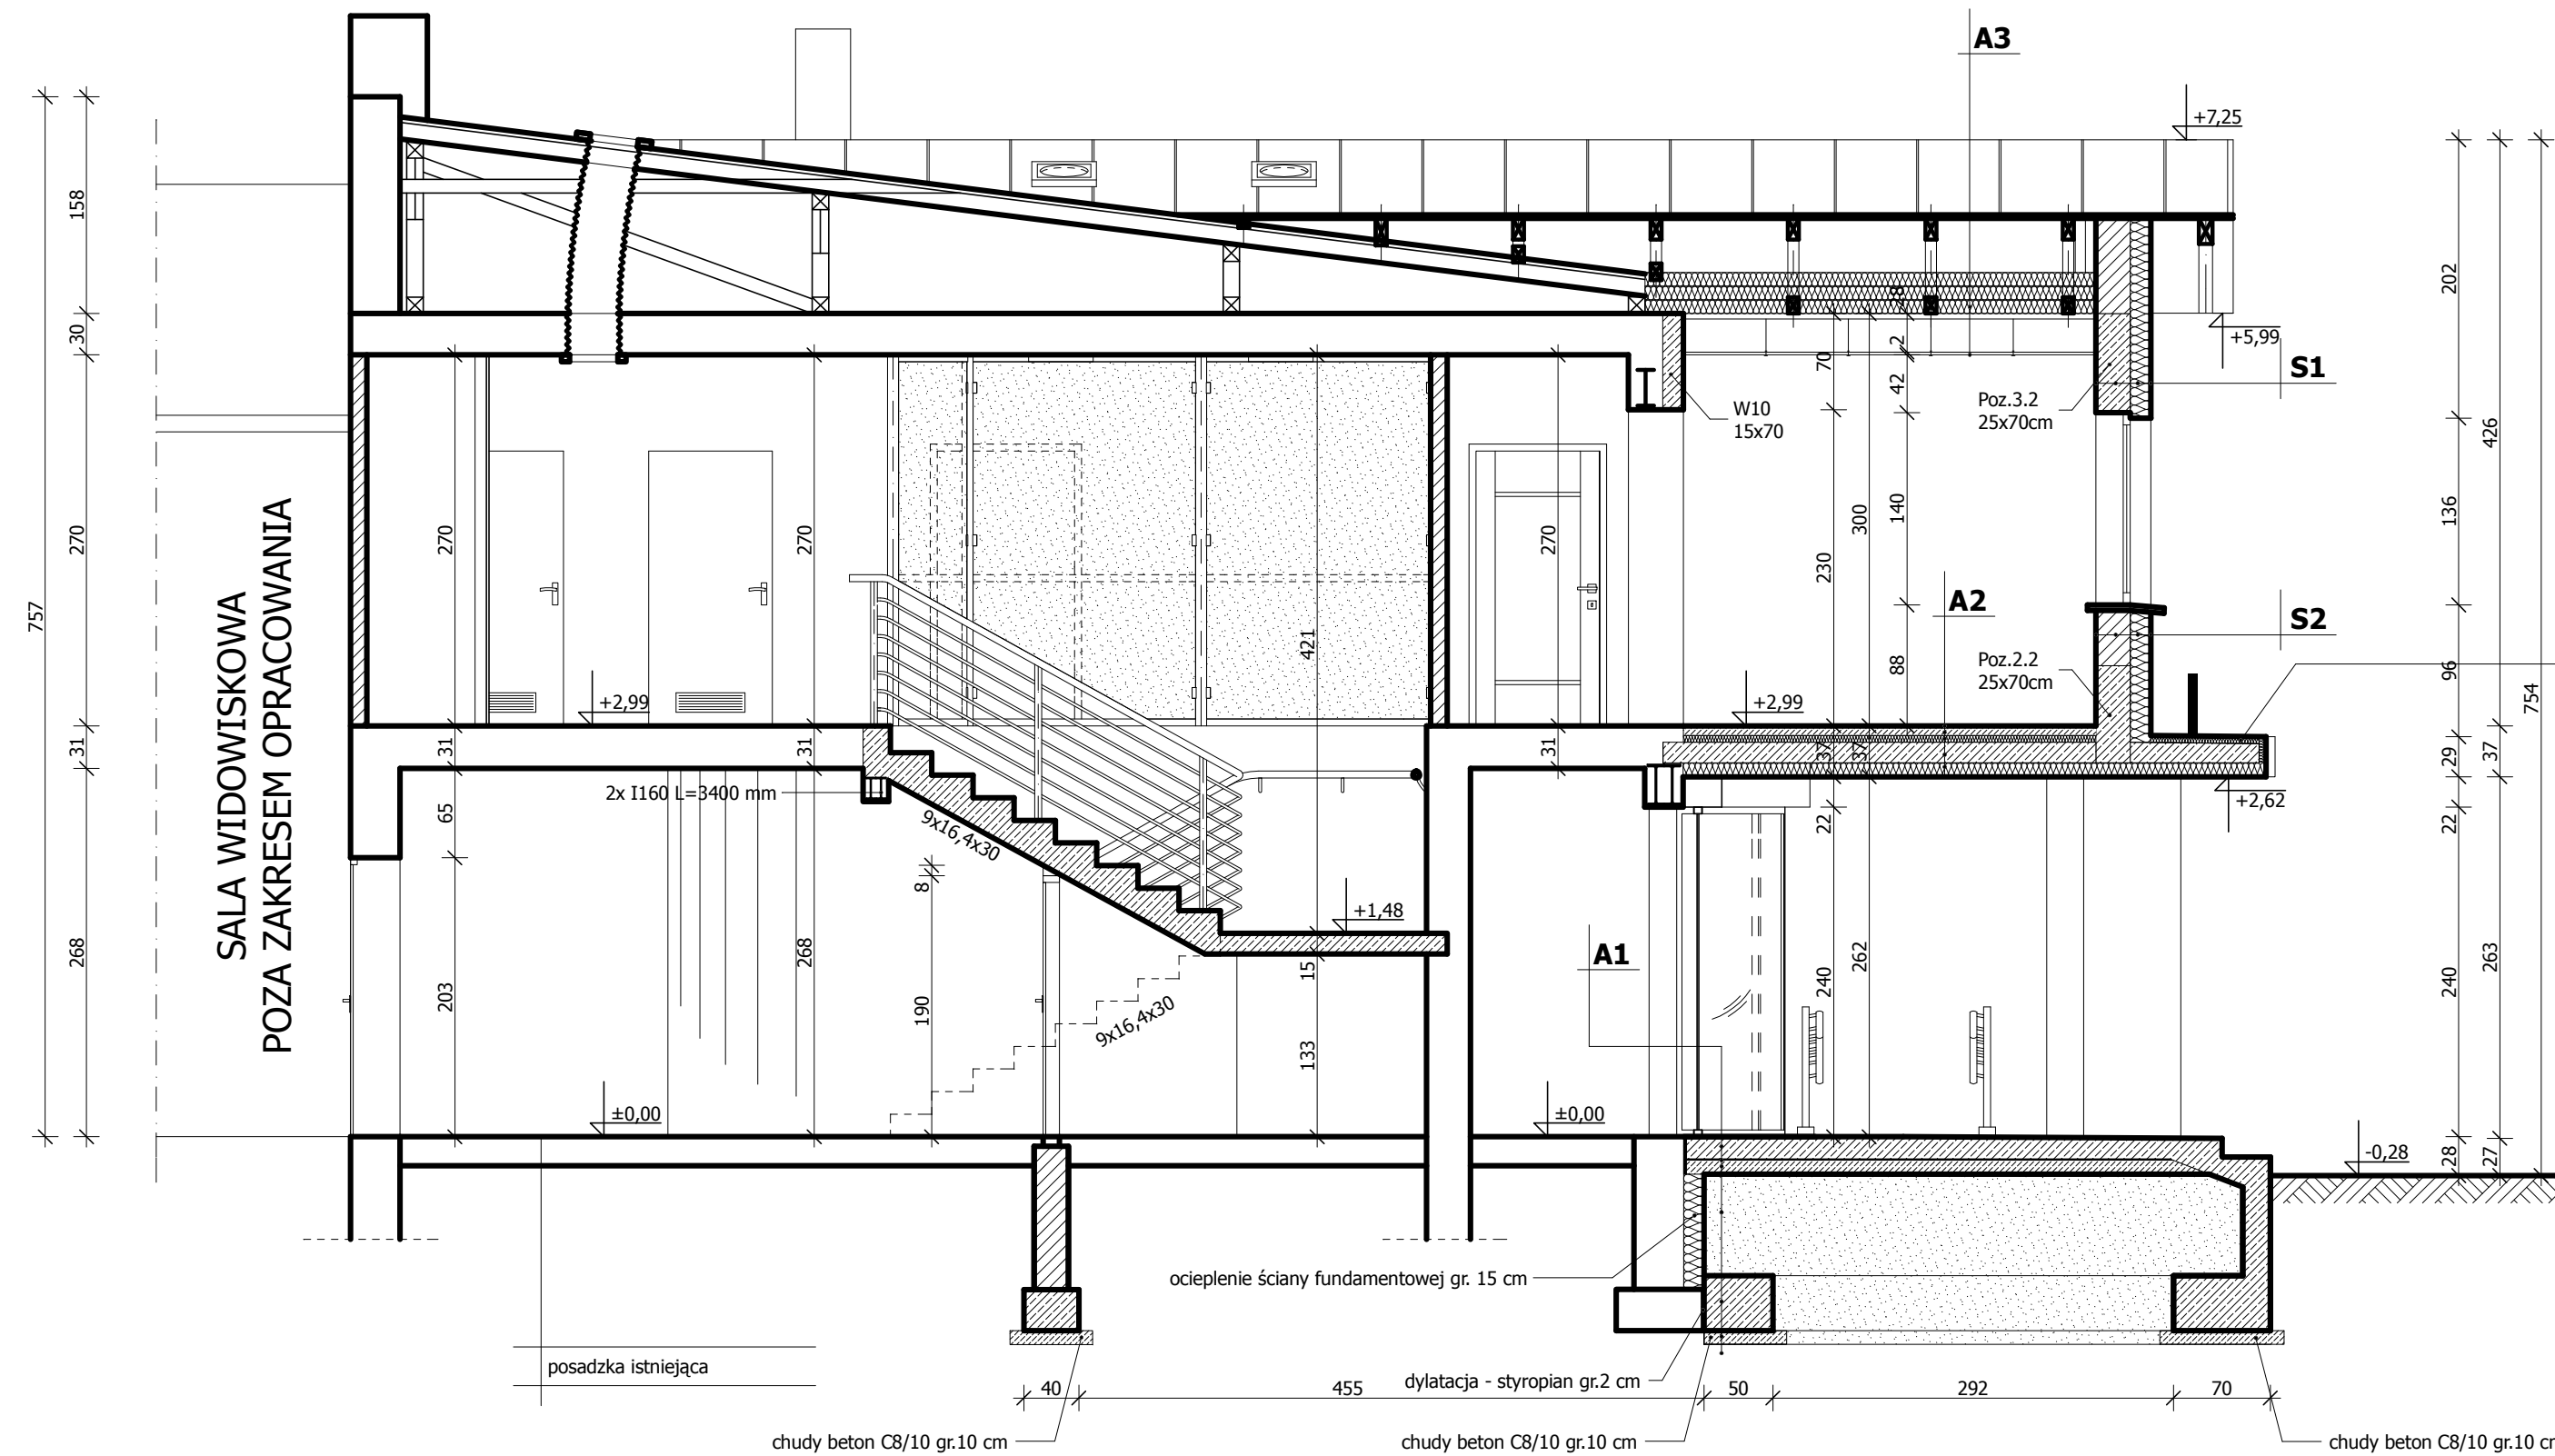 A3
+7,25
158
202
28
30
2
+5,99
S1
70
42
W10
15x70
Poz.3.2
25x70cm
426
SALA WIDOWISKOWA
POZA ZAKRESEM OPRACOWANIA
757
270
270
270
270
300
140
136
230
421
A2
S2
88
Poz.2.2
25x70cm
96
754
+2,99
+2,99
31
31
31
31
37
37
29
37
2x I160 L=3400 mm
+2,62
65
9x16,4x30
22
22
8
+1,48
268
203
268
190
15
A1
240
262
240
263
9x16,4x30
133
±0,00
±0,00
-0,28
28
27
ocieplenie ściany fundamentowej gr. 15 cm
posadzka istniejąca
dylatacja - styropian gr.2 cm
40
455
50
292
70
chudy beton C8/10 gr.10 cm
chudy beton C8/10 gr.10 cm
chudy beton C8/10 gr.10